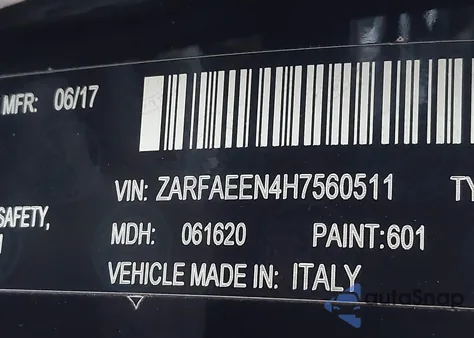 MFR: 06/17
VIN: ZARFAEEN4H7560511 TY
SAFETY,
MDH: 061620 PAINT:601
VEHICLE MADE IN: ITALY
autoSnap